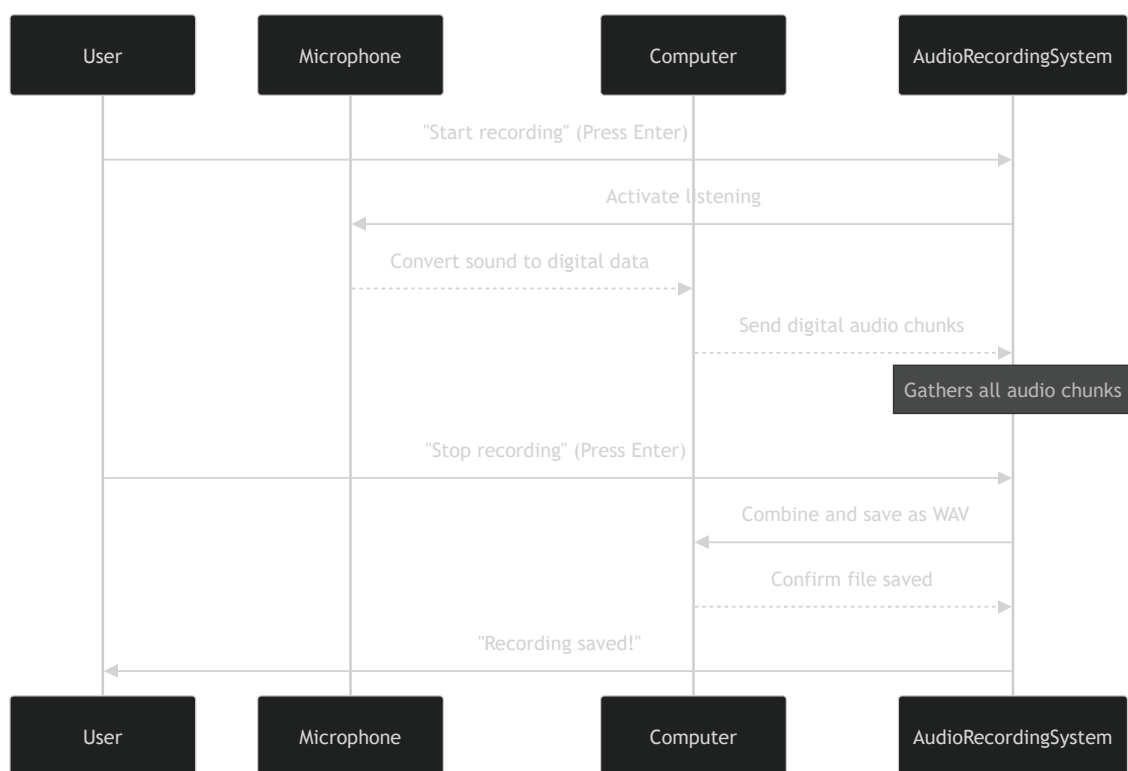 User
Microphone
Computer
AudioRecordingSystem
"Start recording" (Press Enter)
Activate listening
Convert sound to digital data
Send digital audio chunks
Gathers all audio chunks
"Stop recording" (Press Enter)
Combine and save as WAV
Confirm file saved
"Recording saved!"
User
Microphone
Computer
AudioRecordingSystem